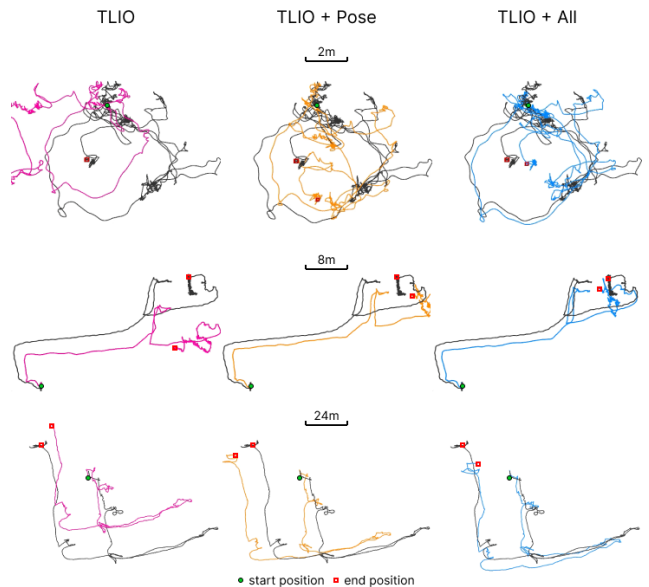 TLIO TLIO + Pose TLIO + All
2m
8m
24m
start position end position